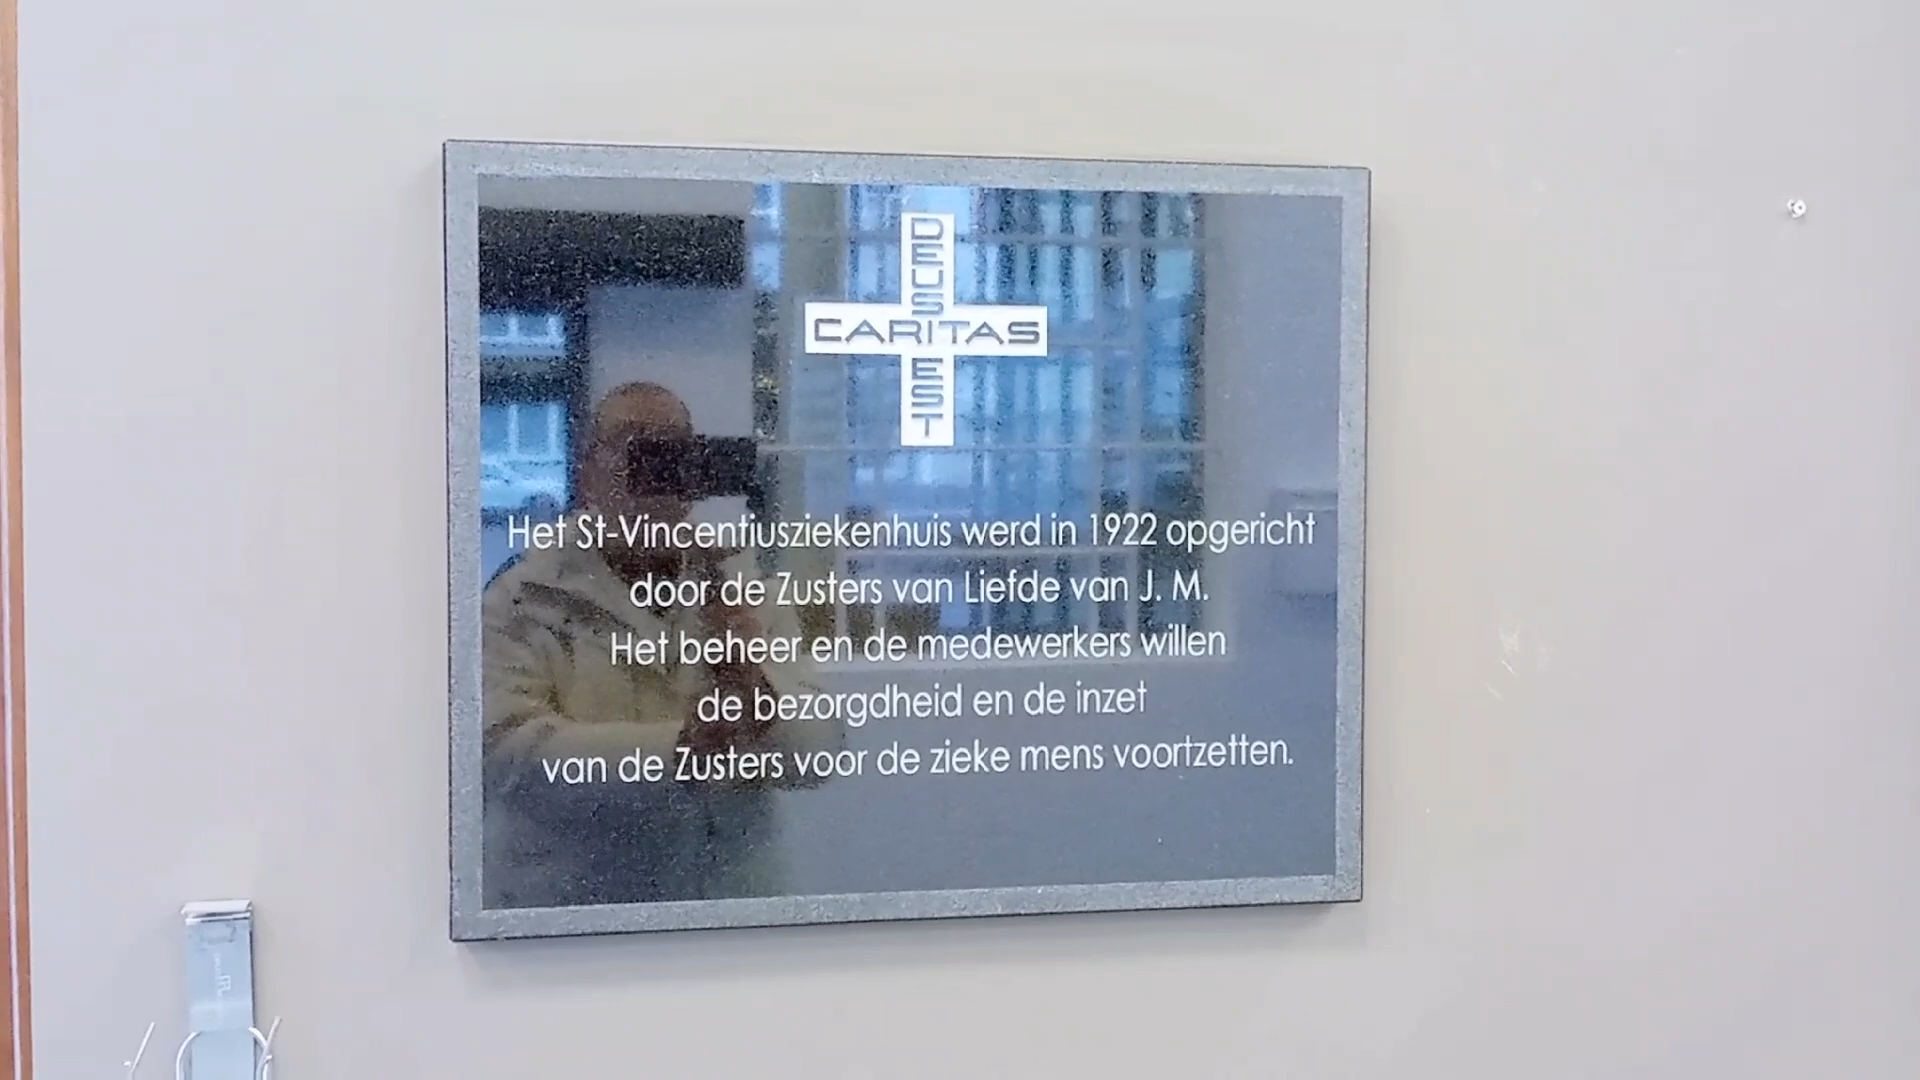 DEUS
CARITAS
EST
Het St-Vincentiusziekenhuis werd in 1922 opgericht
door de Zusters van Liefde van J. M.
Het beheer en de medewerkers willen
de bezorgdheid en de inzet
van de Zusters voor de zieke mens voortzetten.